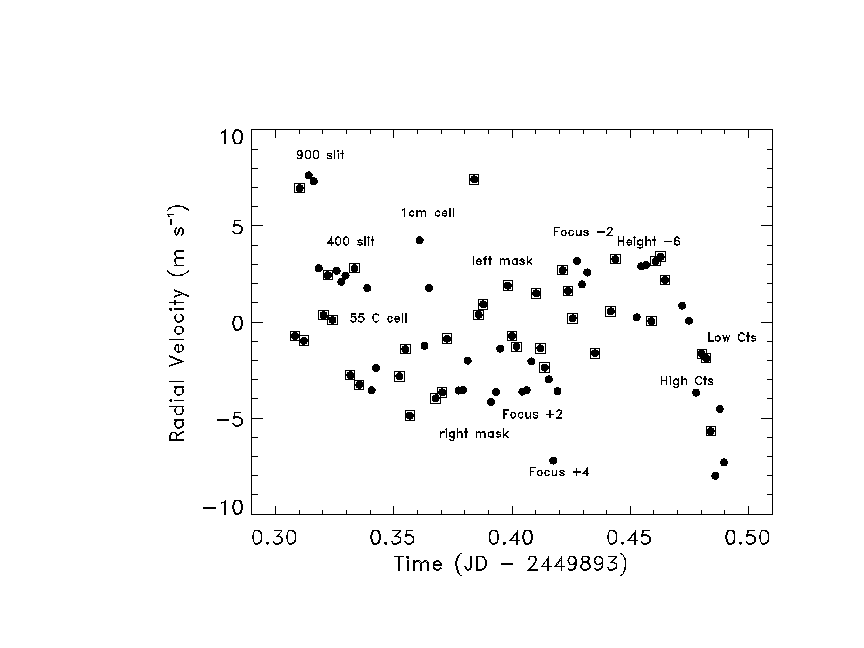 10
900 slit
1cm cell
5
Focus −2
400 slit
Height −6
left mask
0
55 C cell
Low Cts
High Cts
Radial Velocity (m s⁻¹)
−5
Focus +2
right mask
Focus +4
−10
0.30 0.35 0.40 0.45 0.50
Time (JD − 2449893)